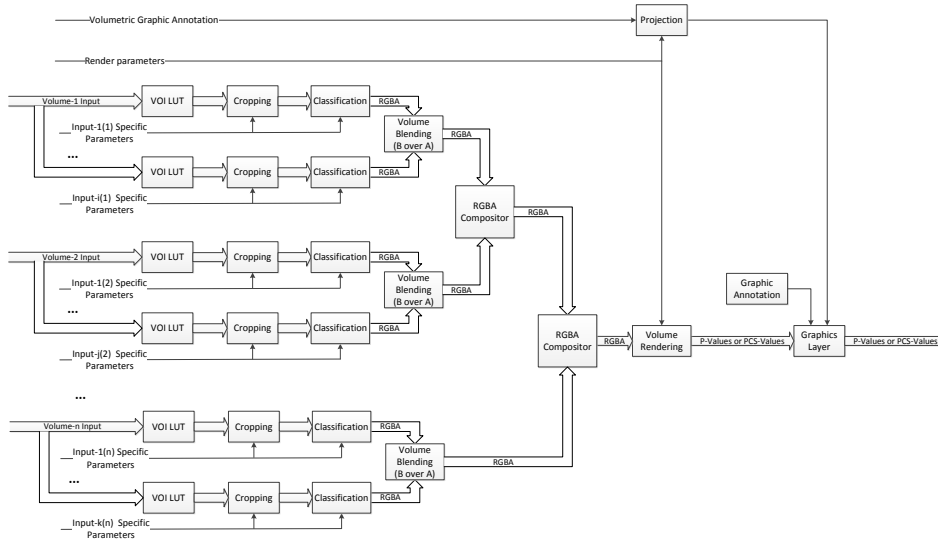 Volumetric Graphic Annotation
Projection
Render parameters
Volume-1 Input
VOI LUT
Cropping
Classification
RGBA
Input-1(1) Specific
Parameters
Volume
Blending
(B over A)
RGBA
...
VOI LUT
Cropping
Classification
RGBA
Input-i(1) Specific
Parameters
RGBA
Compositor
RGBA
Volume-2 Input
VOI LUT
Cropping
Classification
RGBA
Input-1(2) Specific
Parameters
Volume
Blending
(B over A)
RGBA
Graphic
Annotation
...
VOI LUT
Cropping
Classification
RGBA
Input-j(2) Specific
Parameters
RGBA
Compositor
RGBA
Volume
Rendering
P-Values or PCS-Values
Graphics
Layer
P-Values or PCS-Values
...
Volume-n Input
VOI LUT
Cropping
Classification
RGBA
Input-1(n) Specific
Parameters
Volume
Blending
(B over A)
RGBA
...
VOI LUT
Cropping
Classification
RGBA
Input-k(n) Specific
Parameters